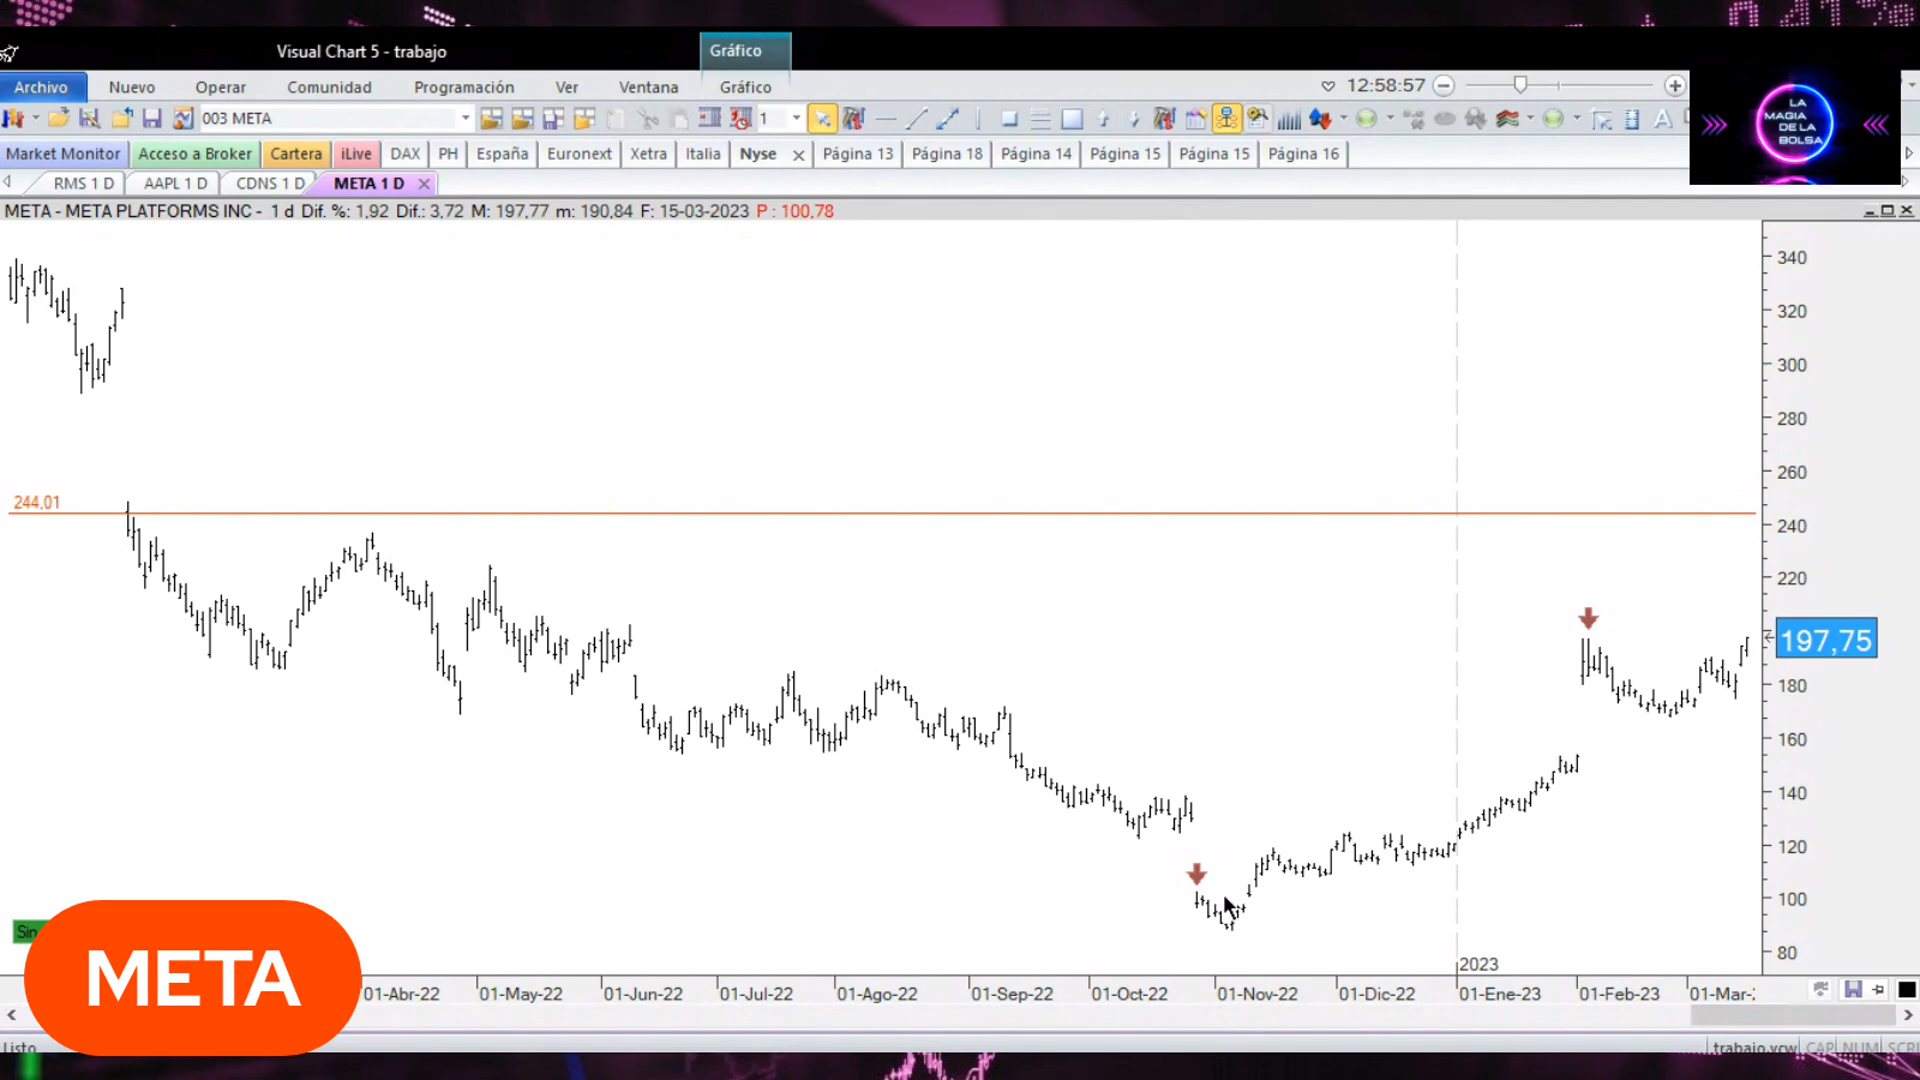 Visual Chart 5 - trabajo
Gráfico
Archivo Nuevo Operar Comunidad Programación Ver Ventana Gráfico 12:58:57
003 META 1
LA
MAGIA
DE LA
BOLSA
Market Monitor Acceso a Broker Cartera iLive DAX PH España Euronext Xetra Italia Nyse Página 13 Página 18 Página 14 Página 15 Página 15 Página 16
RMS 1 D AAPL 1 D CDNS 1 D META 1 D
META - META PLATFORMS INC - 1 d Dif. %: 1,92 Dif.: 3,72 M: 197,77 m: 190,84 F: 15-03-2023 P : 100,78
340
320
300
280
260
244,01
240
220
197,75
180
160
140
120
100
80
Sin
META
2023
01-Abr-22 01-May-22 01-Jun-22 01-Jul-22 01-Ago-22 01-Sep-22 01-Oct-22 01-Nov-22 01-Dic-22 01-Ene-23 01-Feb-23 01-Mar-
Listo trabajo.vcw CAP NUM SCRI